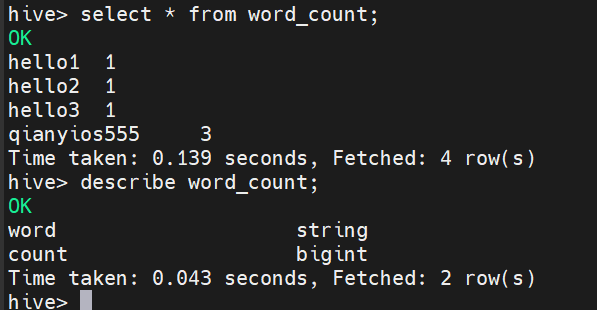 hive> select * from word_count;
OK
hello1  1
hello2  1
hello3  1
qianyios555     3
Time taken: 0.139 seconds, Fetched: 4 row(s)
hive> describe word_count;
OK
word                    string
count                   bigint
Time taken: 0.043 seconds, Fetched: 2 row(s)
hive>